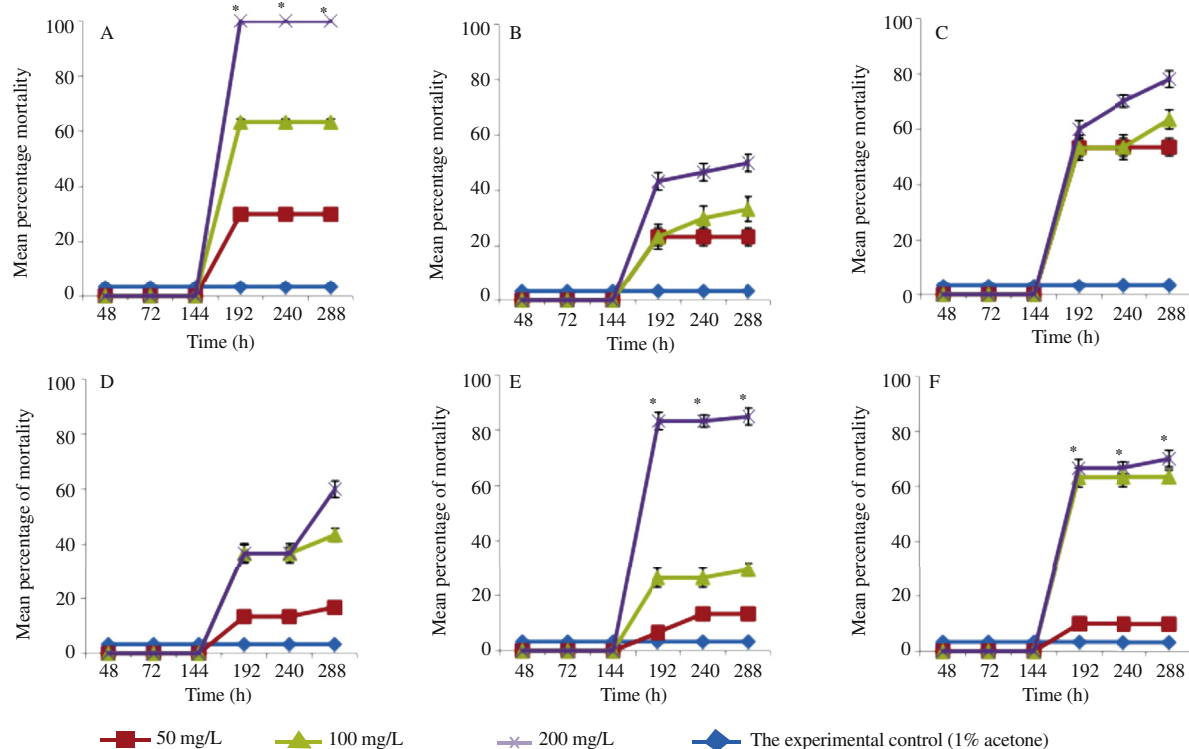 A
* * *
Mean percentage mortality
100
80
60
40
20
0
48 72 144 192 240 288
Time (h)
B
Mean percentage mortality
100
80
60
40
20
0
48 72 144 192 240 288
Time (h)
C
Mean percentage mortality
100
80
60
40
20
0
48 72 144 192 240 288
Time (h)
D
Mean percentage of mortality
100
80
60
40
20
0
48 72 144 192 240 288
Time (h)
E
* * *
Mean percentage of mortality
100
80
60
40
20
0
48 72 144 192 240 288
Time (h)
F
* * *
Mean percentage of mortality
100
80
60
40
20
0
48 72 144 192 240 288
Time (h)
50 mg/L 100 mg/L 200 mg/L The experimental control (1% acetone)